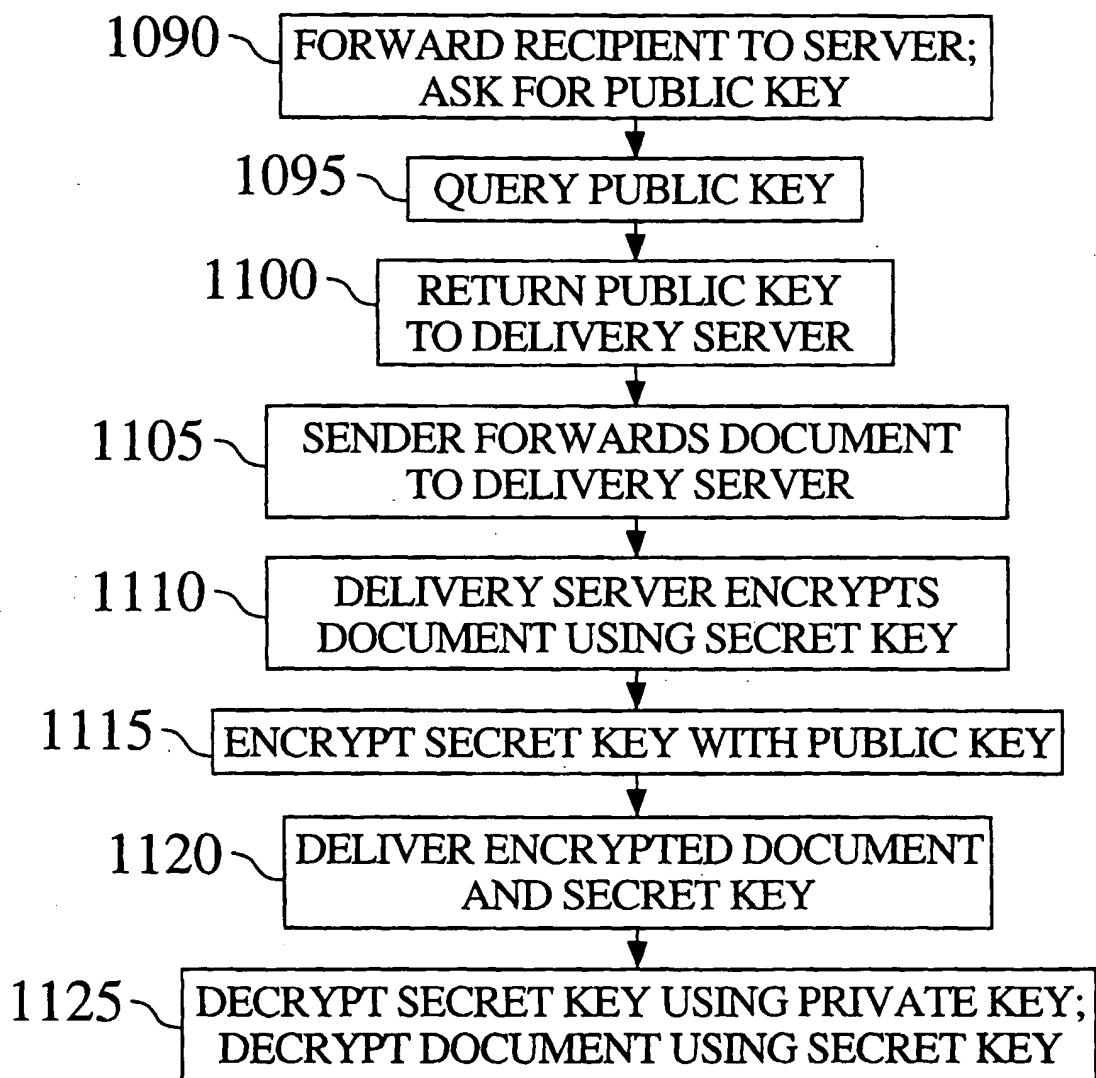 1090
FORWARD RECIPIENT TO SERVER;
ASK FOR PUBLIC KEY
1095
QUERY PUBLIC KEY
1100
RETURN PUBLIC KEY
TO DELIVERY SERVER
1105
SENDER FORWARDS DOCUMENT
TO DELIVERY SERVER
1110
DELIVERY SERVER ENCRYPTS
DOCUMENT USING SECRET KEY
1115
ENCRYPT SECRET KEY WITH PUBLIC KEY
1120
DELIVER ENCRYPTED DOCUMENT
AND SECRET KEY
1125
DECRYPT SECRET KEY USING PRIVATE KEY;
DECRYPT DOCUMENT USING SECRET KEY